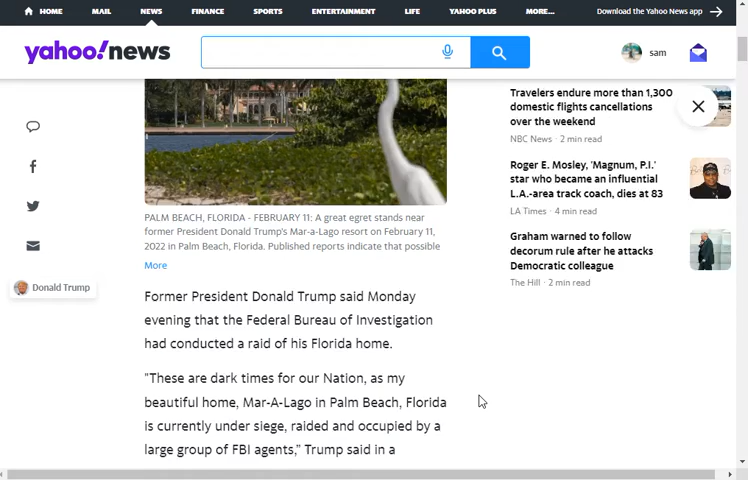 HOME MAIL NEWS FINANCE SPORTS ENTERTAINMENT LIFE YAHOO PLUS MORE... Download the Yahoo News app
yahoo!news
sam
Travelers endure more than 1,300
domestic flights cancellations
over the weekend
NBC News · 2 min read
Roger E. Mosley, 'Magnum, P.I.'
star who became an influential
L.A.-area track coach, dies at 83
LA Times · 4 min read
Graham warned to follow
decorum rule after he attacks
Democratic colleague
The Hill · 2 min read
Donald Trump
PALM BEACH, FLORIDA - FEBRUARY 11: A great egret stands near
former President Donald Trump's Mar-a-Lago resort on February 11,
2022 in Palm Beach, Florida. Published reports indicate that possible
More
Former President Donald Trump said Monday
evening that the Federal Bureau of Investigation
had conducted a raid of his Florida home.
"These are dark times for our Nation, as my
beautiful home, Mar-A-Lago in Palm Beach, Florida
is currently under siege, raided and occupied by a
large group of FBI agents,” Trump said in a